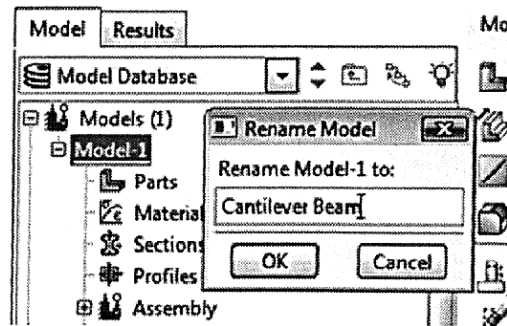 Model Results
Mo
Model Database
Models (1)
Model-1
Parts
Material
Sections
Profiles
Assembly
Rename Model
Rename Model-1 to:
Cantilever Beam
OK Cancel